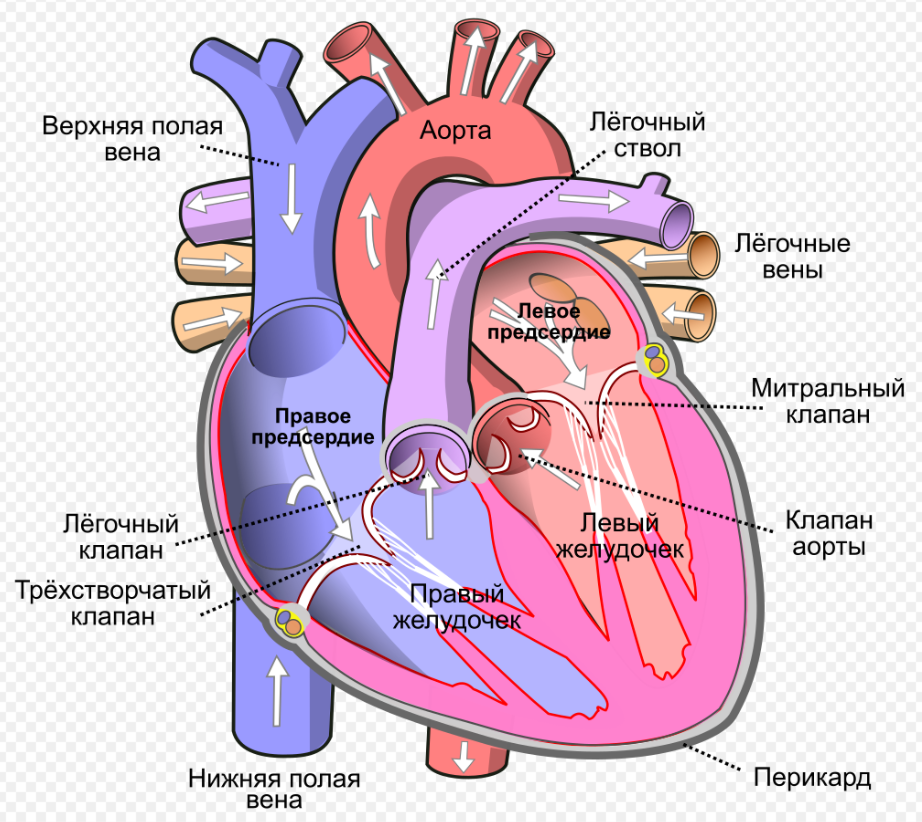 Верхняя полая
вена
Аорта
Лёгочный
ствол
Лёгочные
вены
Левое
предсердие
Митральный
клапан
Правое
предсердие
Лёгочный
клапан
Левый
желудочек
Клапан
аорты
Трёхстворчатый
клапан
Правый
желудочек
Нижняя полая
вена
Перикард